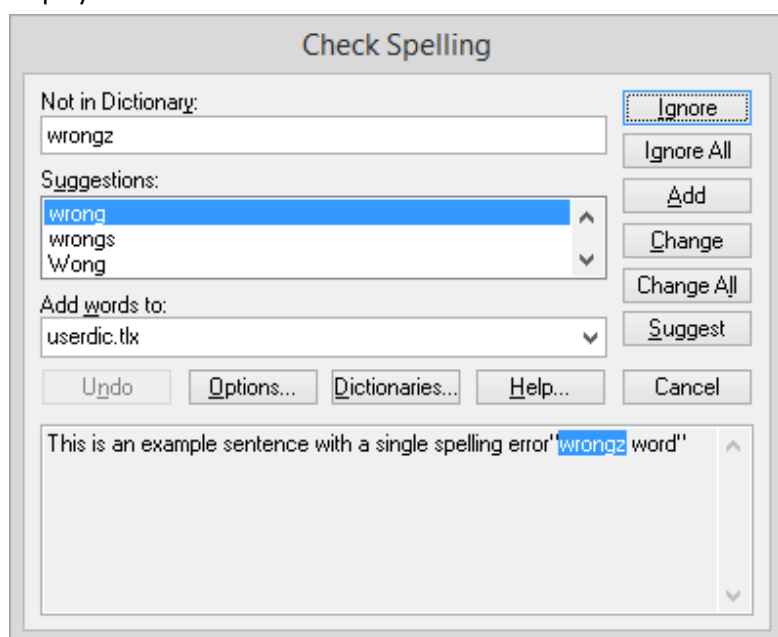 Check Spelling
Not in Dictionary:
wrongz
Ignore
Ignore All
Suggestions:
wrong
wrongs
Wong
Add
Change
Change All
Add words to:
userdic.tlx
Suggest
Undo
Options...
Dictionaries...
Help...
Cancel
This is an example sentence with a single spelling error"wrongz word"